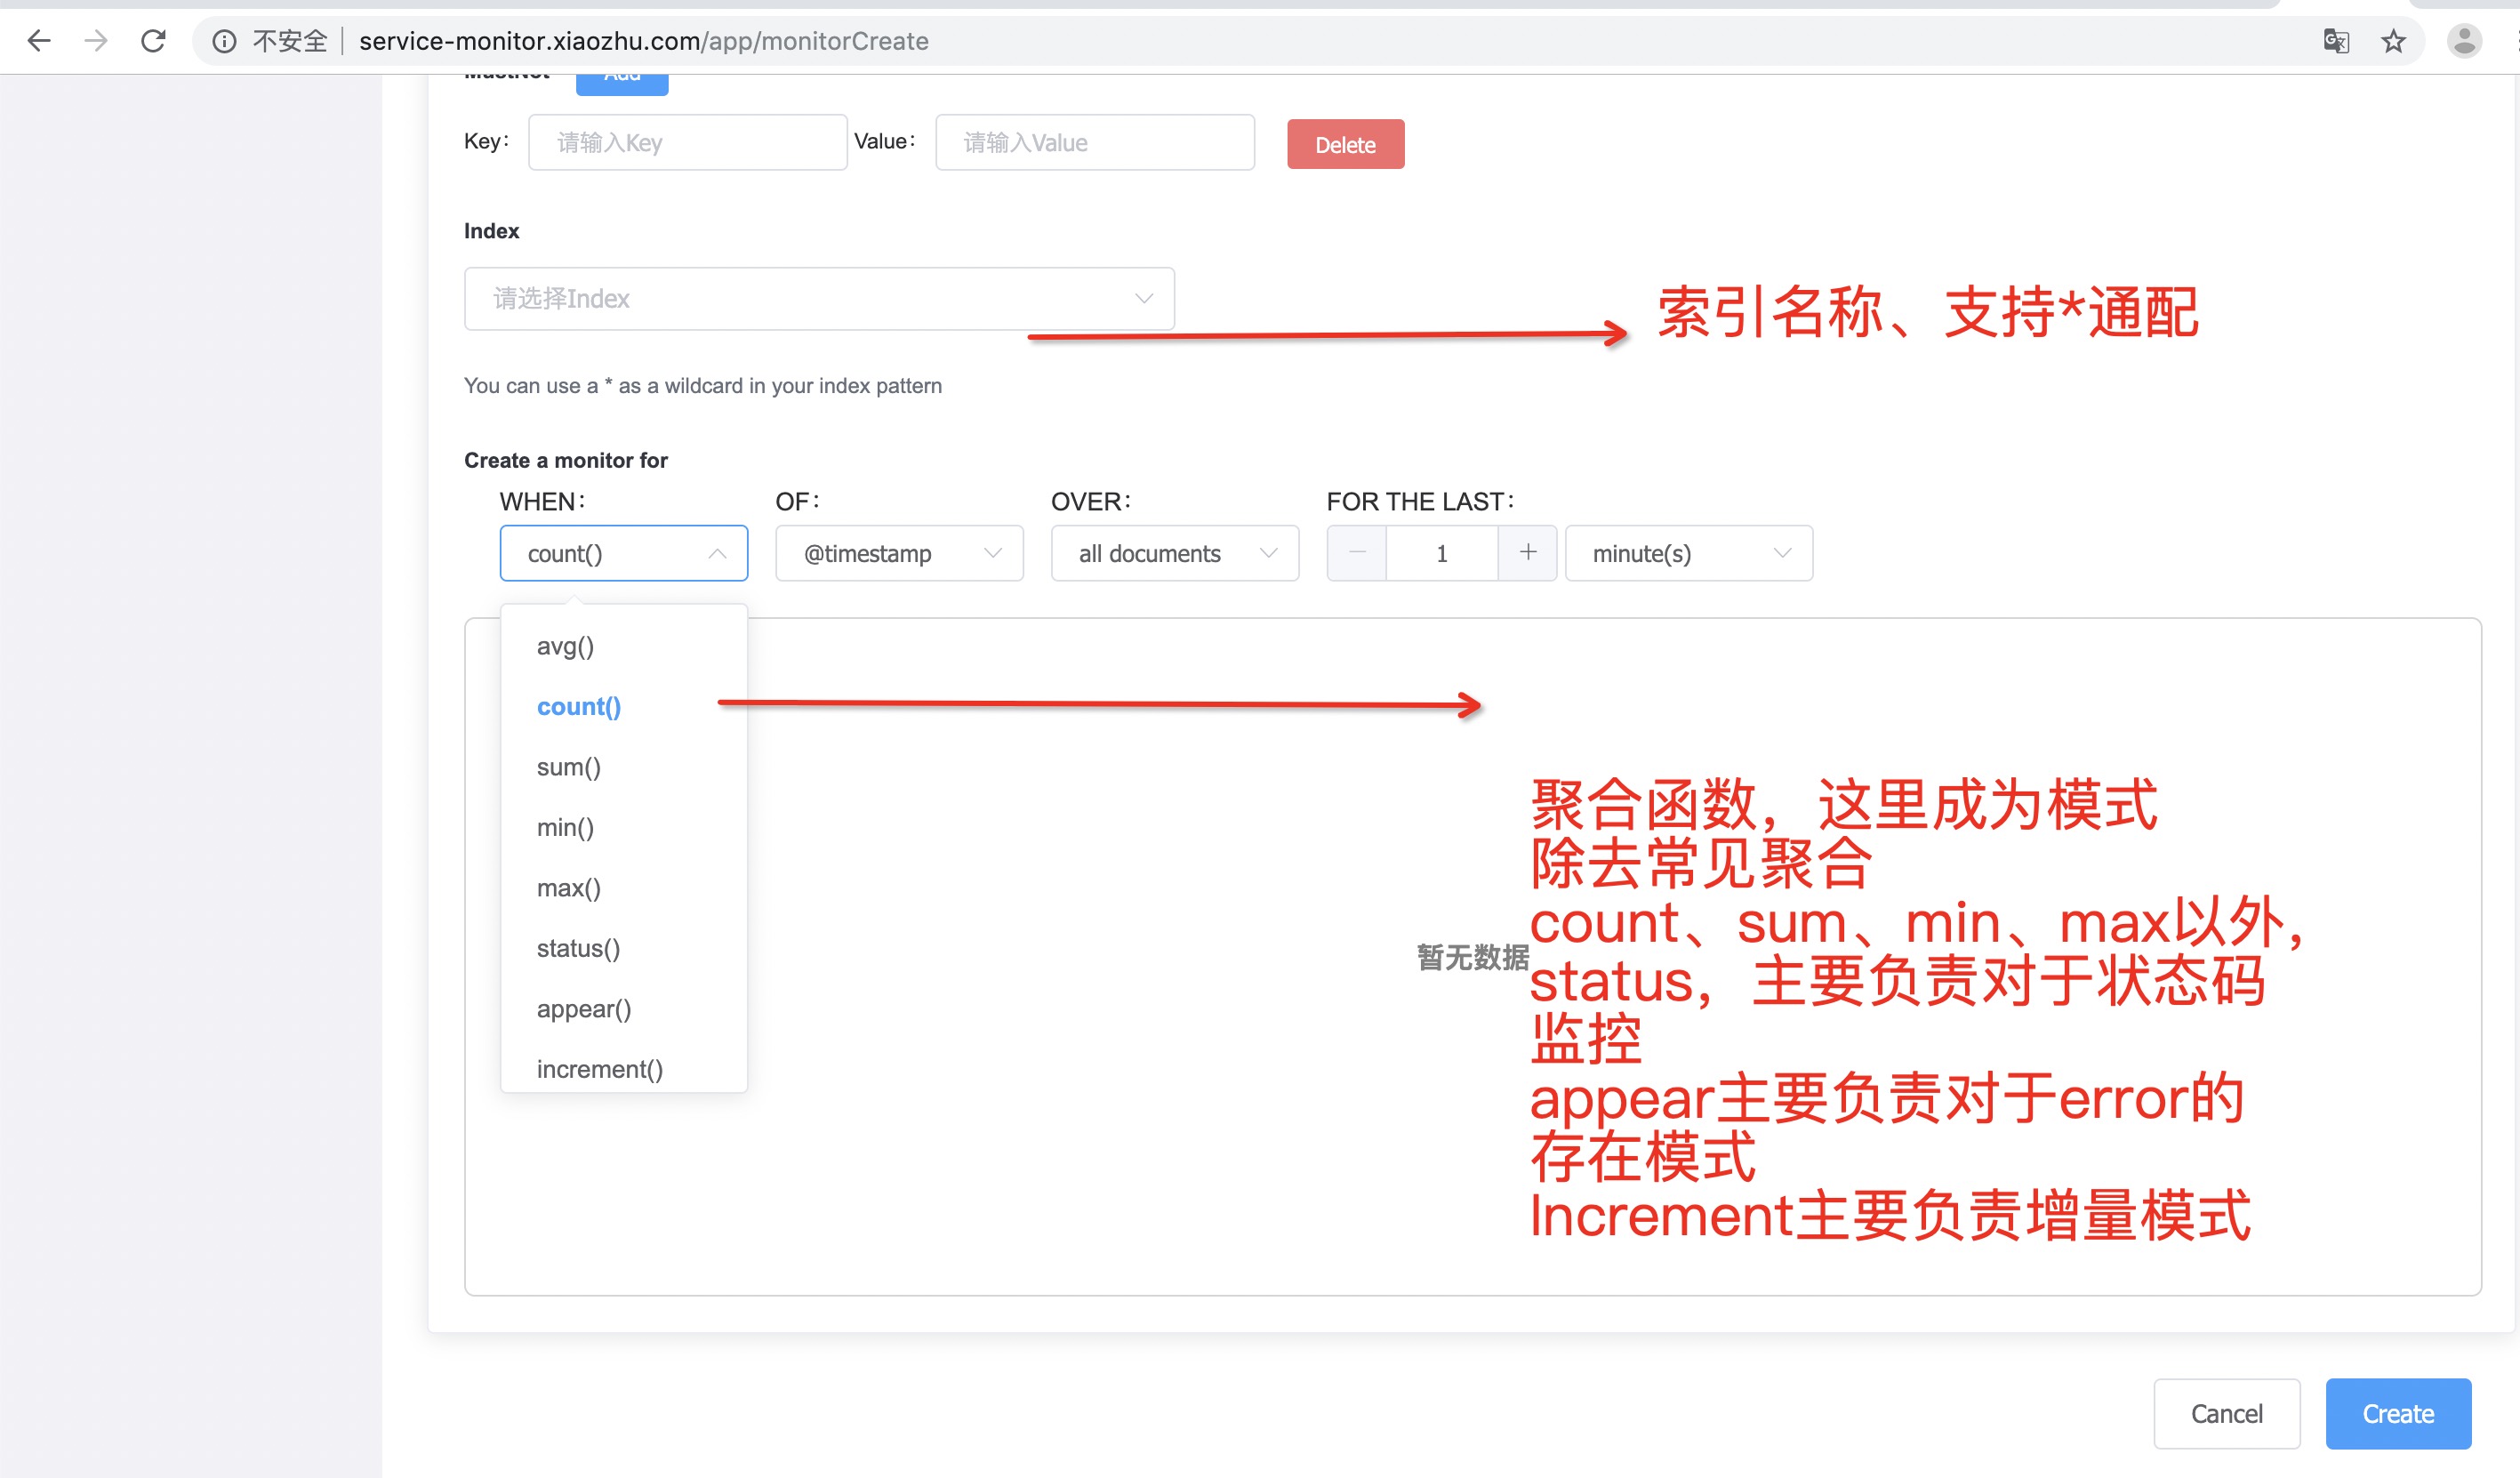 不安全 service-monitor.xiaozhu.com/app/monitorCreate
MustNot Add
Key： 请输入Key Value： 请输入Value Delete
Index
请选择Index
索引名称、支持*通配
You can use a * as a wildcard in your index pattern
Create a monitor for
WHEN： OF： OVER： FOR THE LAST：
count() @timestamp all documents 1 minute(s)
avg()
count()
sum()
min()
max()
status()
appear()
increment()
暂无数据
聚合函数，这里成为模式
除去常见聚合
count、sum、min、max以外，
status，主要负责对于状态码
监控
appear主要负责对于error的
存在模式
Increment主要负责增量模式
Cancel Create